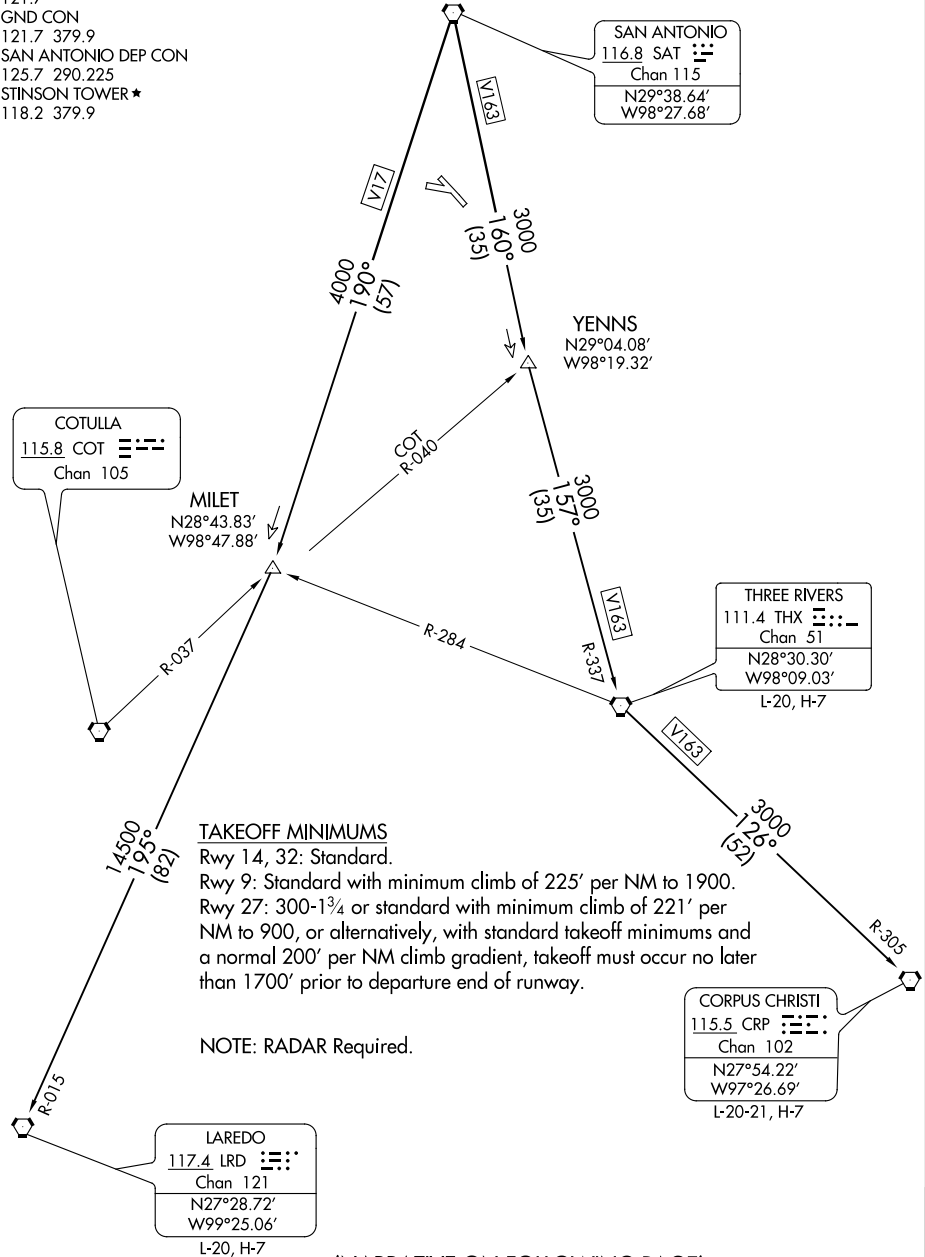 GND CON
121.7 379.9
SAN ANTONIO DEP CON
125.7 290.225
STINSON TOWER★
118.2 379.9
SAN ANTONIO
116.8 SAT
Chan 115
N29°38.64′
W98°27.68′
V163
V17
3000
160°
(35)
4000
190°
(57)
YENNS
N29°04.08′
W98°19.32′
COTULLA
115.8 COT
Chan 105
COT
R-040
MILET
N28°43.83′
W98°47.88′
3000
157°
(35)
V163
R-337
THREE RIVERS
111.4 THX
Chan 51
N28°30.30′
W98°09.03′
L-20, H-7
R-284
R-037
V163
3000
126°
(52)
14500
195°
(82)
TAKEOFF MINIMUMS
Rwy 14, 32: Standard.
Rwy 9: Standard with minimum climb of 225′ per NM to 1900.
Rwy 27: 300-1¾ or standard with minimum climb of 221′ per
NM to 900, or alternatively, with standard takeoff minimums and
a normal 200′ per NM climb gradient, takeoff must occur no later
than 1700′ prior to departure end of runway.
NOTE: RADAR Required.
R-305
CORPUS CHRISTI
115.5 CRP
Chan 102
N27°54.22′
W97°26.69′
L-20-21, H-7
R-015
LAREDO
117.4 LRD
Chan 121
N27°28.72′
W99°25.06′
L-20, H-7